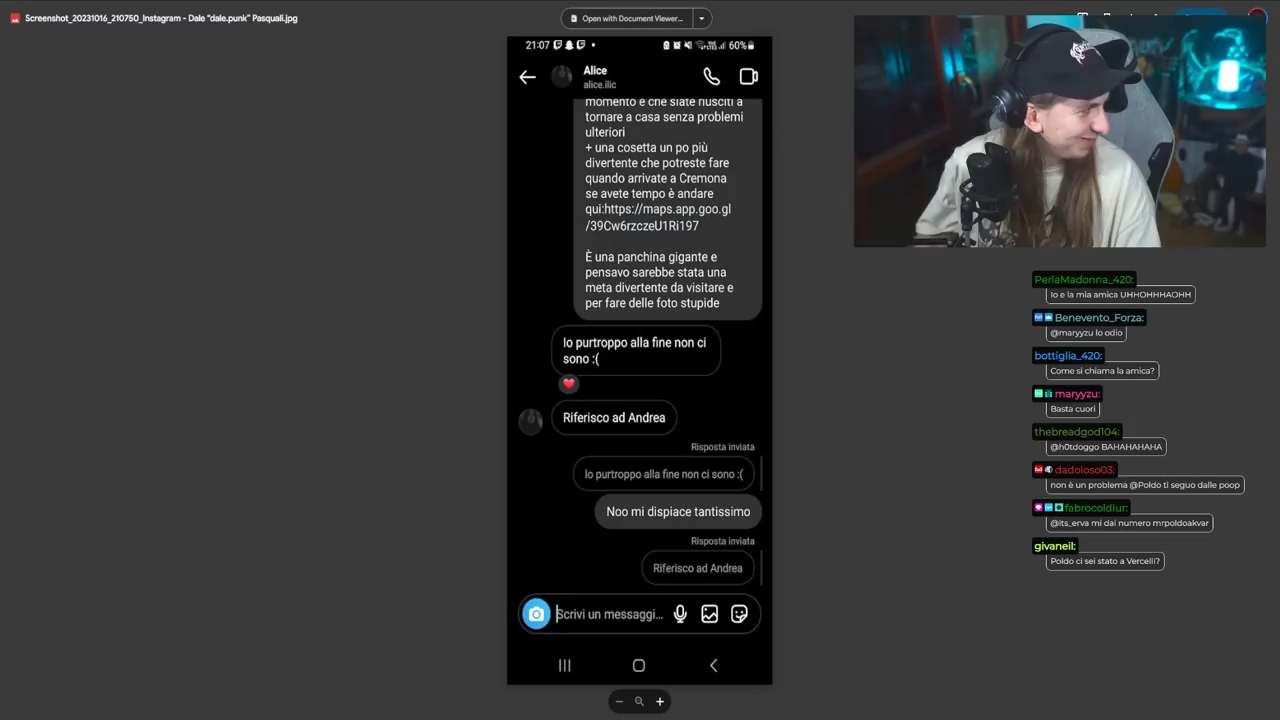 Screenshot_20231016_210750_Instagram - Dale "dale.punk" Pasquali.jpg
Open with Document Viewer...
21:07
60%
Alice
alice.ilic
momento e che siate riusciti a
tornare a casa senza problemi
ulteriori
+ una cosetta un po più
divertente che potreste fare
quando arrivate a Cremona
se avete tempo è andare
qui:https://maps.app.goo.gl
/39Cw6rzczeU1Ri197
È una panchina gigante e
pensavo sarebbe stata una
meta divertente da visitare e
per fare delle foto stupide
Io purtroppo alla fine non ci
sono :(
Riferisco ad Andrea
Risposta inviata
Io purtroppo alla fine non ci sono :(
Noo mi dispiace tantissimo
Risposta inviata
Riferisco ad Andrea
Scrivi un messaggi...
PerlaMadonna_420:
Io e la mia amica UHHOHHHAOHH
Benevento_Forza:
@maryyzu lo odio
bottiglia_420:
Come si chiama la amica?
maryyzu:
Basta cuori
thebreadgod104:
@h0tdoggo BAHAHAHAHA
dadoloso03:
non è un problema @Poldo ti seguo dalle poop
fabrocoldiur:
@its_erva mi dai numero mrpoldoakvar
givaneil:
Poldo ci sei stato a Vercelli?